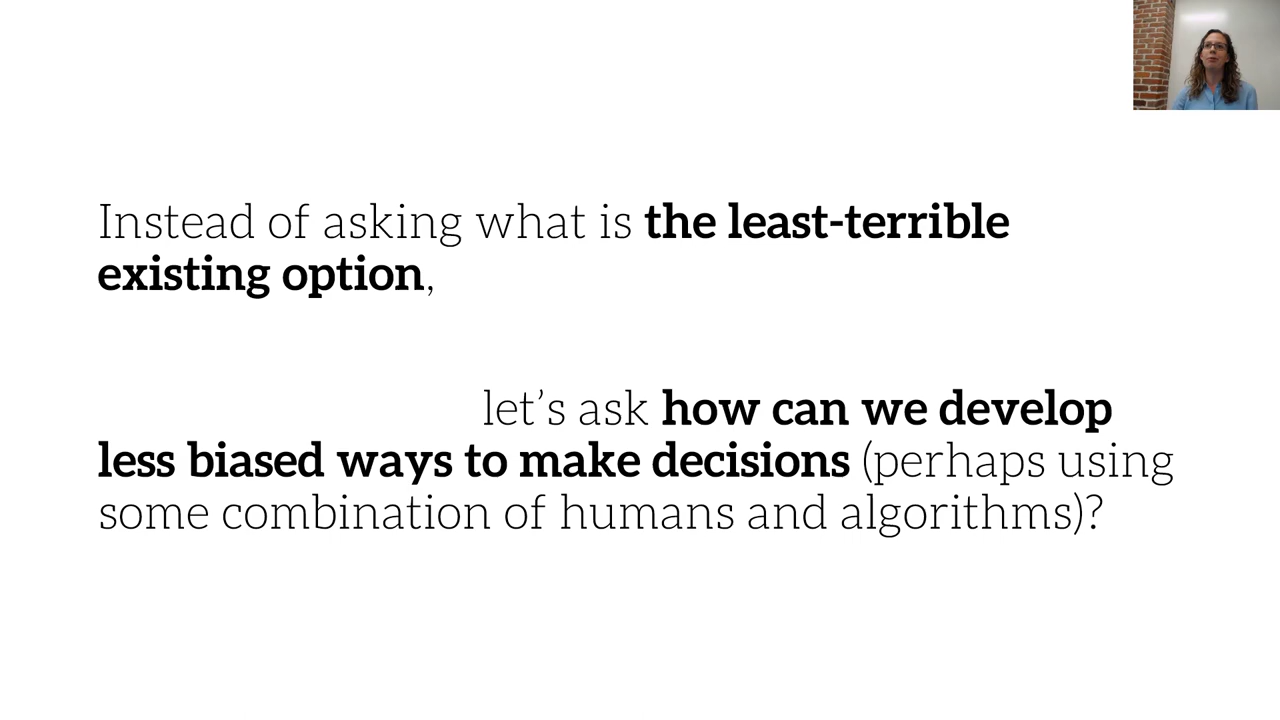 Instead of asking what is the least-terrible
existing option,
let’s ask how can we develop
less biased ways to make decisions (perhaps using
some combination of humans and algorithms)?